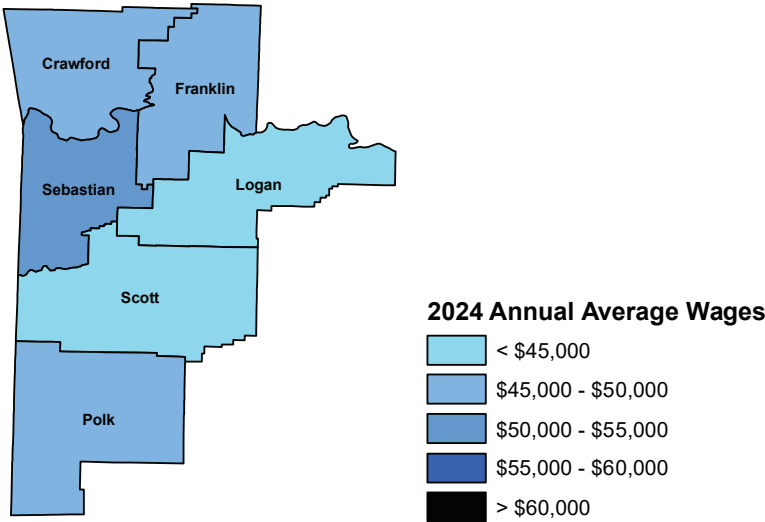 Crawford
Franklin
Sebastian
Logan
Scott
Polk
2024 Annual Average Wages
< $45,000
$45,000 - $50,000
$50,000 - $55,000
$55,000 - $60,000
> $60,000